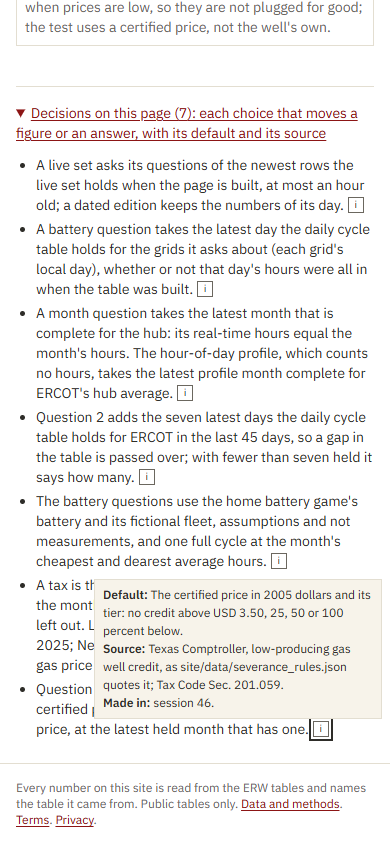 when prices are low, so they are not plugged for good;
the test uses a certified price, not the well's own.
▼ Decisions on this page (7): each choice that moves a
figure or an answer, with its default and its source
• A live set asks its questions of the newest rows the
live set holds when the page is built, at most an hour
old; a dated edition keeps the numbers of its day. i
• A battery question takes the latest day the daily cycle
table holds for the grids it asks about (each grid's
local day), whether or not that day's hours were all in
when the table was built. i
• A month question takes the latest month that is
complete for the hub: its real-time hours equal the
month's hours. The hour-of-day profile, which counts
no hours, takes the latest profile month complete for
ERCOT's hub average. i
• Question 2 adds the seven latest days the daily cycle
table holds for ERCOT in the last 45 days, so a gap in
the table is passed over; with fewer than seven held it
says how many. i
• The battery questions use the home battery game's
battery and its fictional fleet, assumptions and not
measurements, and one full cycle at the month's
cheapest and dearest average hours. i
• A tax is
the mont
left out.
2025; Ne
gas price
• Question
certified
price, at the latest held month that has one. i
Default: The certified price in 2005 dollars and its
tier: no credit above USD 3.50, 25, 50 or 100
percent below.
Source: Texas Comptroller, low-producing gas
well credit, as site/data/severance_rules.json
quotes it; Tax Code Sec. 201.059.
Made in: session 46.
Every number on this site is read from the ERW tables and names
the table it came from. Public tables only. Data and methods.
Terms. Privacy.